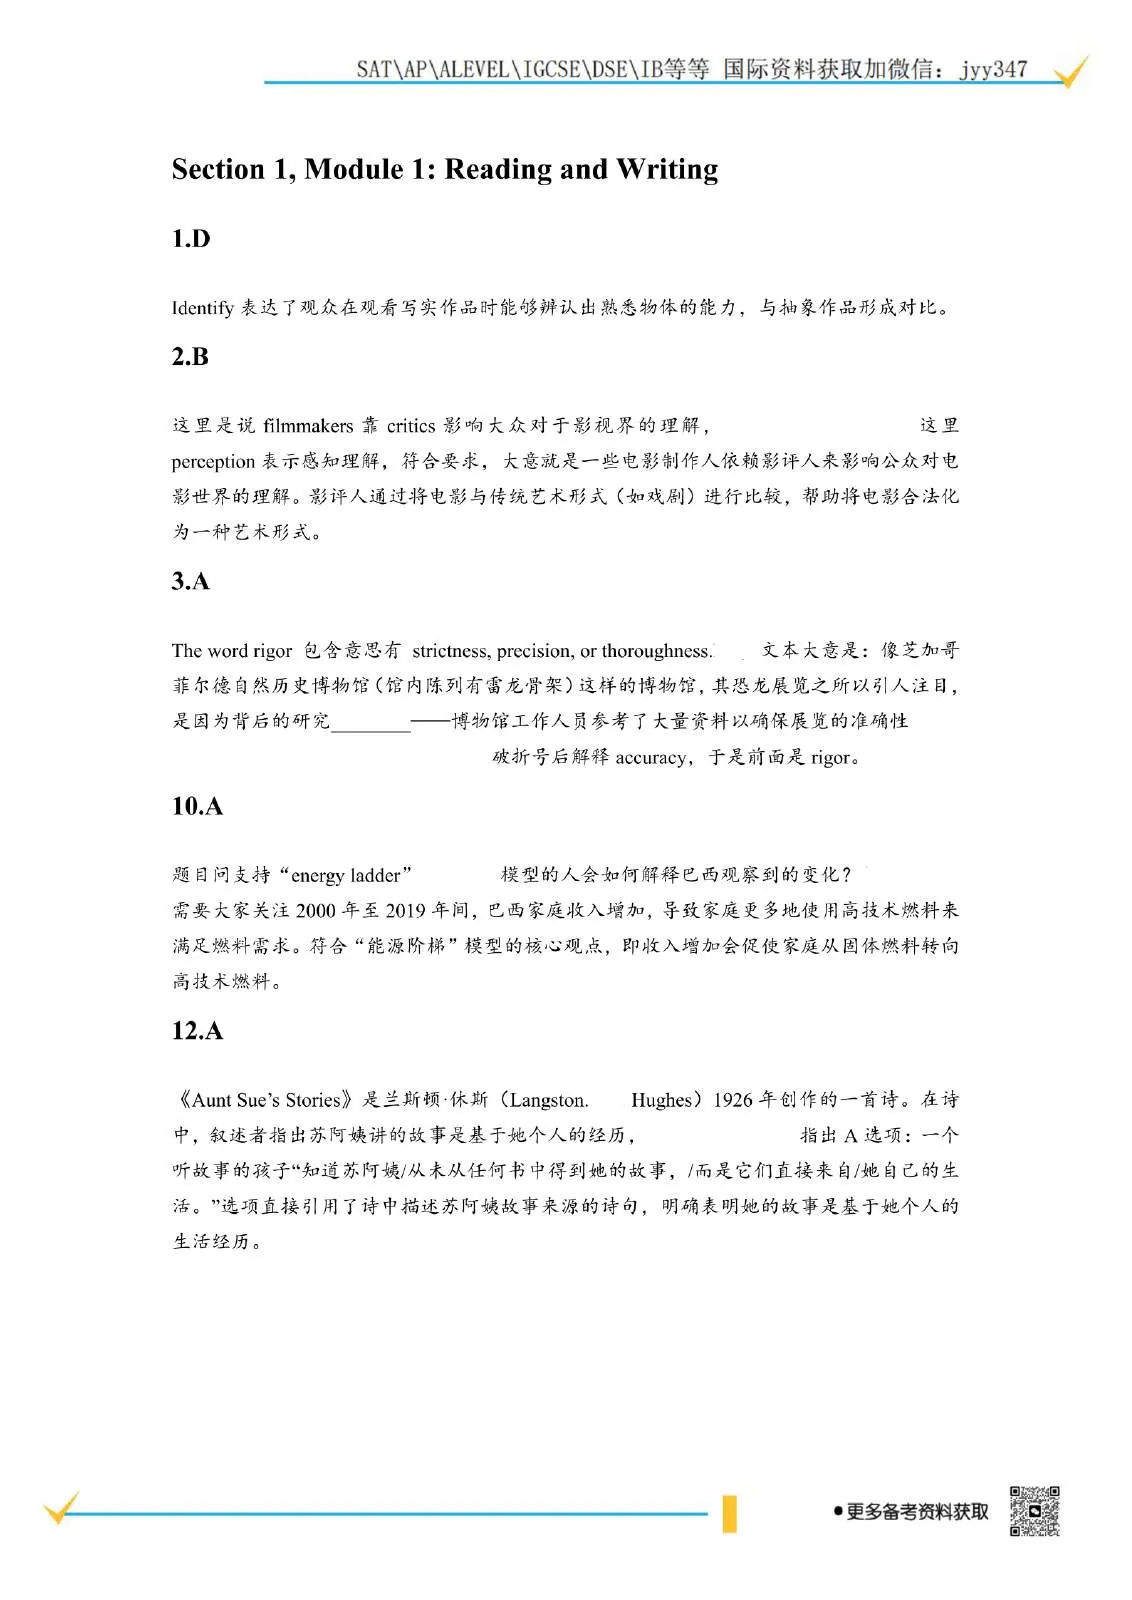 SAT\AP\ALEVEL\IGCSE\DSE\IB等等 国际资料获取加微信：jyy347
Section 1, Module 1: Reading and Writing
1.D
Identify 表达了观众在观看写实作品时能够辨认出熟悉物体的能力，与抽象作品形成对比。
2.B
这里是说 filmmakers 靠 critics 影响大众对于影视界的理解， 这里
perception 表示感知理解，符合要求，大意就是一些电影制作人依赖影评人来影响公众对电
影世界的理解。影评人通过将电影与传统艺术形式（如戏剧）进行比较，帮助将电影合法化
为一种艺术形式。
3.A
The word rigor 包含意思有 strictness, precision, or thoroughness. 文本大意是：像芝加哥
菲尔德自然历史博物馆（馆内陈列有雷龙骨架）这样的博物馆，其恐龙展览之所以引人注目，
是因为背后的研究________——博物馆工作人员参考了大量资料以确保展览的准确性
破折号后解释 accuracy，于是前面是 rigor。
10.A
题目问支持“energy ladder” 模型的人会如何解释巴西观察到的变化？
需要大家关注 2000 年至 2019 年间，巴西家庭收入增加，导致家庭更多地使用高技术燃料来
满足燃料需求。符合“能源阶梯”模型的核心观点，即收入增加会促使家庭从固体燃料转向
高技术燃料。
12.A
《Aunt Sue’s Stories》是兰斯顿·休斯（Langston. Hughes）1926 年创作的一首诗。在诗
中，叙述者指出苏阿姨讲的故事是基于她个人的经历， 指出 A 选项：一个
听故事的孩子“知道苏阿姨/从未从任何书中得到她的故事，/而是它们直接来自/她自己的生
活。”选项直接引用了诗中描述苏阿姨故事来源的诗句，明确表明她的故事是基于她个人的
生活经历。
•更多备考资料获取